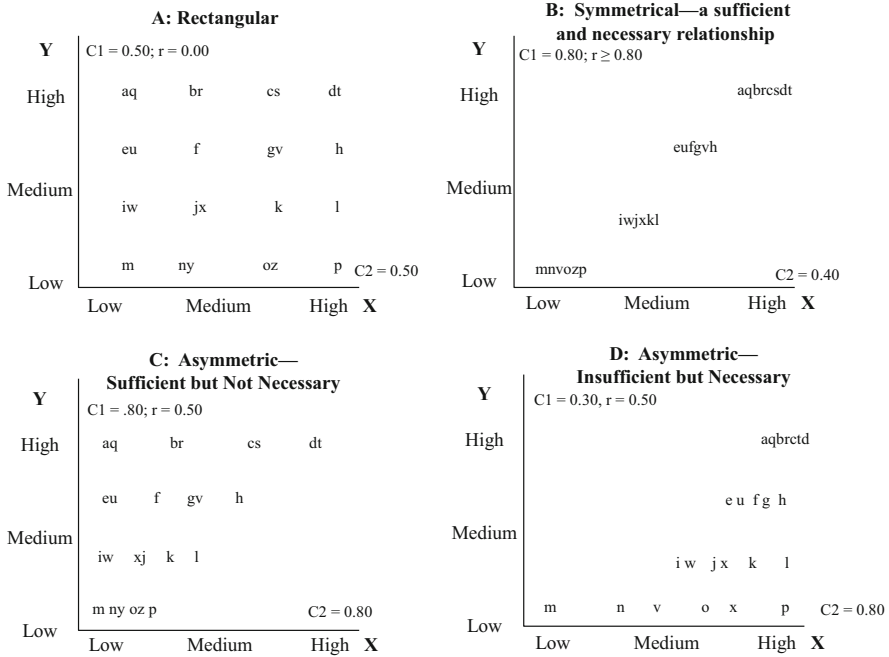 A: Rectangular
Y
C1 = 0.50; r = 0.00
High
aq br cs dt
eu f gv h
Medium
iw jx k l
m ny oz p
C2 = 0.50
Low
Low Medium High X
B: Symmetrical—a sufficient
and necessary relationship
Y
C1 = 0.80; r ≥ 0.80
High
aqbrcsdt
eufgvh
Medium
iwjxkl
mnvozp
C2 = 0.40
Low
Low Medium High X
C: Asymmetric—
Sufficient but Not Necessary
Y
C1 = .80; r = 0.50
High
aq br cs dt
eu f gv h
Medium
iw xj k l
m ny oz p
C2 = 0.80
Low
Low Medium High X
D: Asymmetric—
Insufficient but Necessary
Y
C1 = 0.30, r = 0.50
High
aqbrctd
e u f g h
Medium
i w j x k l
m n v o x p
C2 = 0.80
Low
Low Medium High X